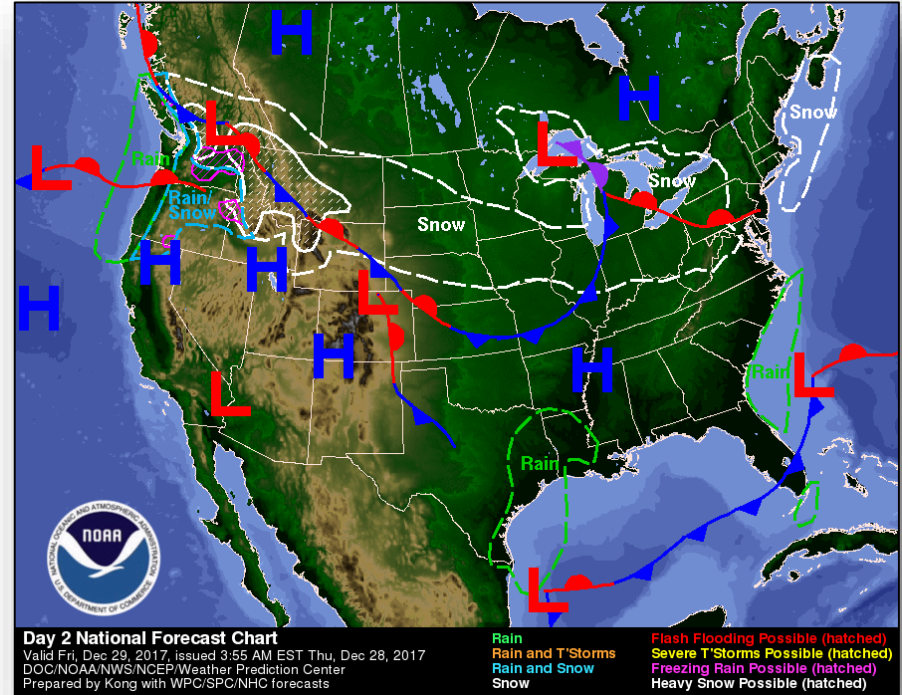 H
H
Snow
L
L
Rain
L
Snow
Rain/
Snow
Snow
H
H
H
L
H
H
L
Rain
L
Rain
L
NATIONAL OCEANIC AND ATMOSPHERIC ADMINISTRATION
NOAA
U.S. DEPARTMENT OF COMMERCE
Day 2 National Forecast Chart
Valid Fri, Dec 29, 2017, issued 3:55 AM EST Thu, Dec 28, 2017
DOC/NOAA/NWS/NCEP/Weather Prediction Center
Prepared by Kong with WPC/SPC/NHC forecasts
Rain
Rain and T'Storms
Rain and Snow
Snow
Flash Flooding Possible (hatched)
Severe T'Storms Possible (hatched)
Freezing Rain Possible (hatched)
Heavy Snow Possible (hatched)